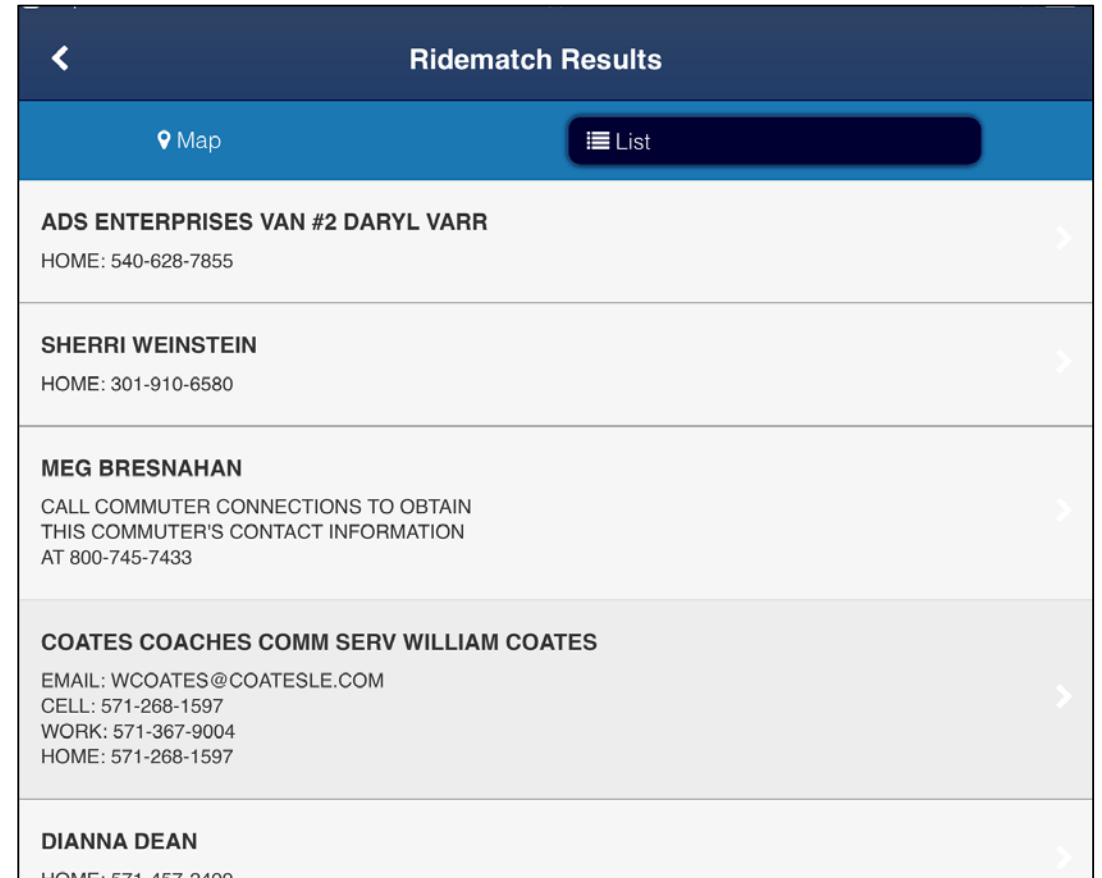 Ridematch Results
Map
List
ADS ENTERPRISES VAN #2 DARYL VARR
HOME: 540-628-7855
SHERRI WEINSTEIN
HOME: 301-910-6580
MEG BRESNAHAN
CALL COMMUTER CONNECTIONS TO OBTAIN
THIS COMMUTER'S CONTACT INFORMATION
AT 800-745-7433
COATES COACHES COMM SERV WILLIAM COATES
EMAIL: WCOATES@COATESLE.COM
CELL: 571-268-1597
WORK: 571-367-9004
HOME: 571-268-1597
DIANNA DEAN
HOME: